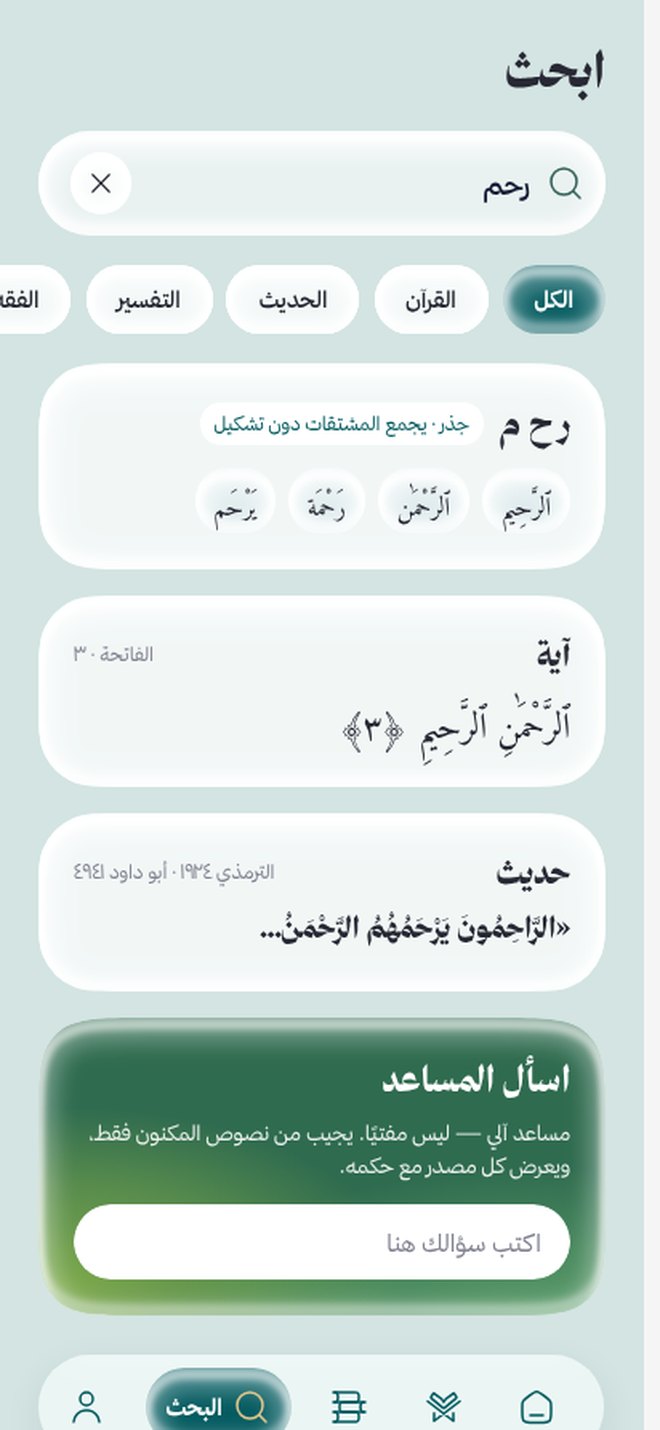 ابحث
رحم
الكل القرآن الحديث التفسير الفقه
ر ح م جذر · يجمع المشتقات دون تشكيل
ٱلرَّحِيم ٱلرَّحْمَٰن رَحْمَة يَرْحَم
آية الفاتحة · ٣
ٱلرَّحْمَٰنِ ٱلرَّحِيمِ ﴿٣﴾
حديث الترمذي ١٩٢٤ · أبو داود ٤٩٤١
«الرَّاحِمُونَ يَرْحَمُهُمُ الرَّحْمَنُ...
اسأل المساعد
مساعد آلي — ليس مفتيًا. يجيب من نصوص المكنون فقط،
ويعرض كل مصدر مع حكمه.
اكتب سؤالك هنا
البحث